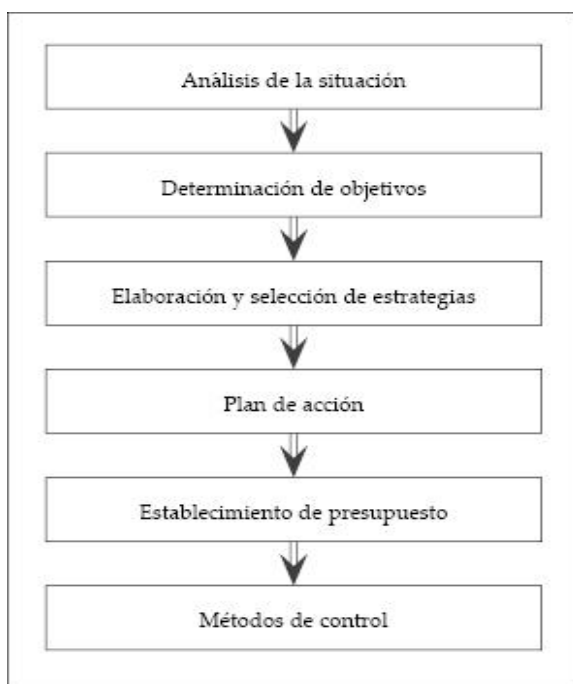 Análisis de la situación
Determinación de objetivos
Elaboración y selección de estrategias
Plan de acción
Establecimiento de presupuesto
Métodos de control